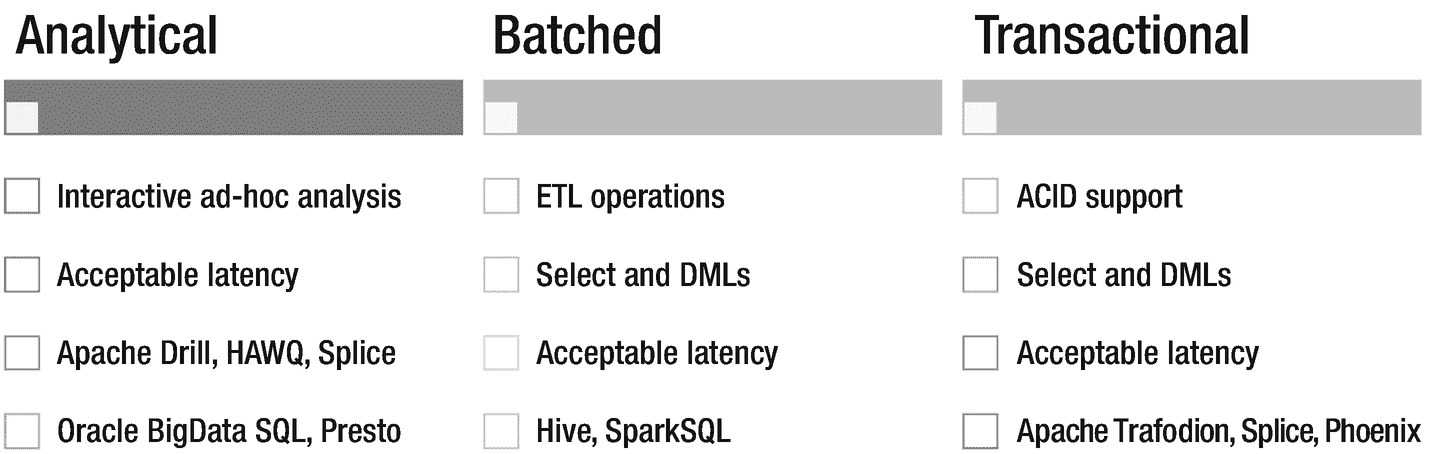 Analytical
Interactive ad-hoc analysis
Acceptable latency
Apache Drill, HAWQ, Splice
Oracle BigData SQL, Presto
Batched
ETL operations
Select and DMLs
Acceptable latency
Hive, SparkSQL
Transactional
ACID support
Select and DMLs
Acceptable latency
Apache Trafodion, Splice, Phoenix